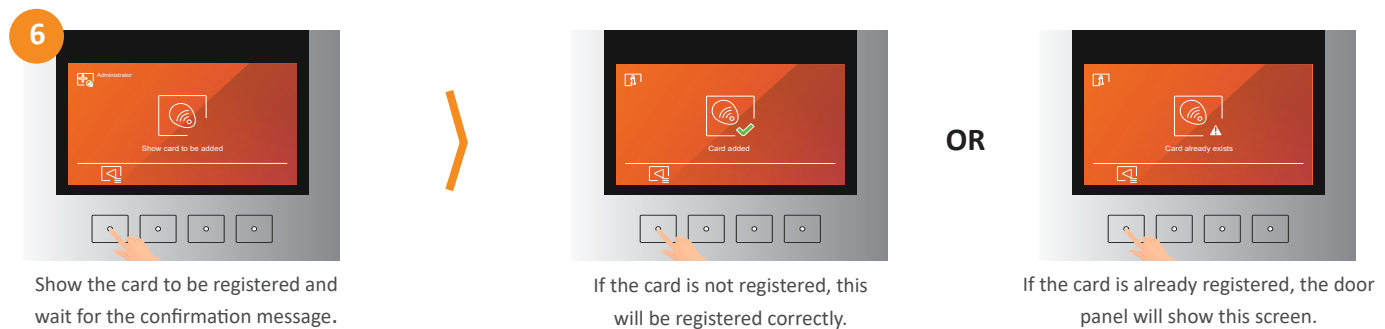 6
Administrator
Show card to be added
Show the card to be registered and
wait for the confirmation message.
Card added
If the card is not registered, this
will be registered correctly.
OR
Card already exists
If the card is already registered, the door
panel will show this screen.